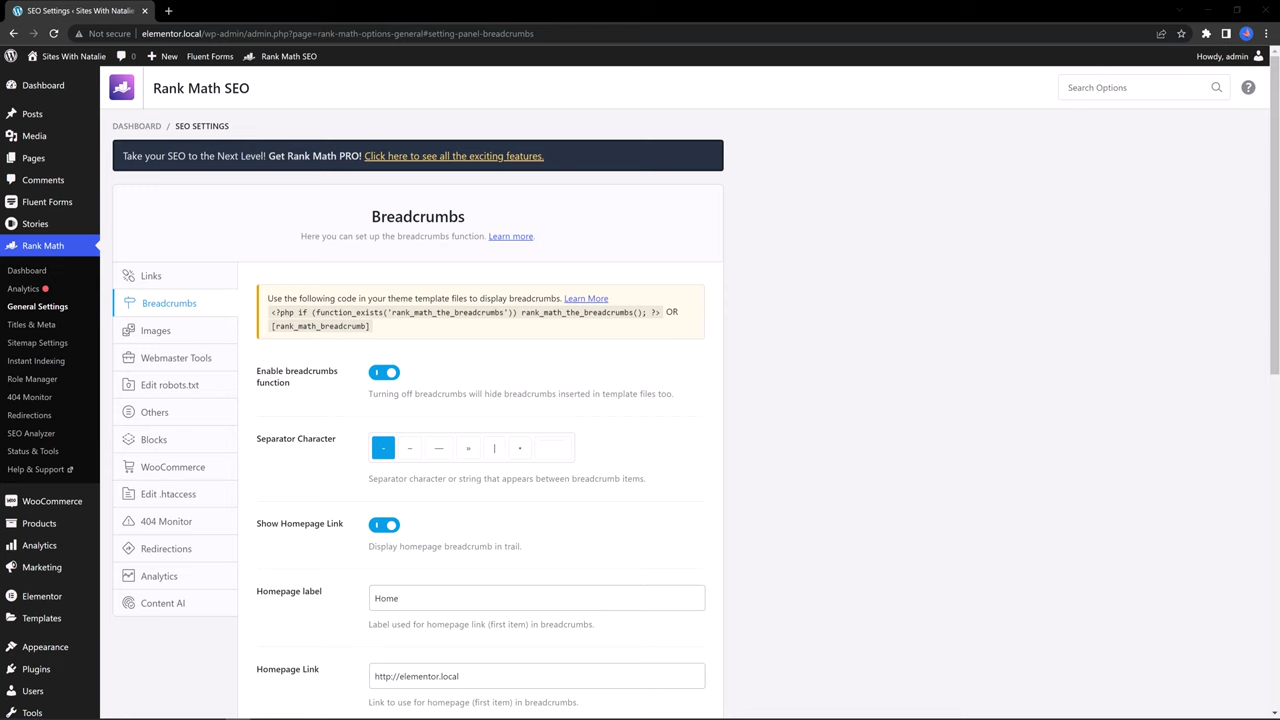 SEO Settings ‹ Sites With Natalie
Not secure elementor.local/wp-admin/admin.php?page=rank-math-options-general#setting-panel-breadcrumbs
Sites With Natalie 0 New Fluent Forms Rank Math SEO Howdy, admin
Dashboard
Posts
Media
Pages
Comments
Fluent Forms
Stories
Rank Math
Dashboard
Analytics
General Settings
Titles & Meta
Sitemap Settings
Instant Indexing
Role Manager
404 Monitor
Redirections
SEO Analyzer
Status & Tools
Help & Support
WooCommerce
Products
Analytics
Marketing
Elementor
Templates
Appearance
Plugins
Users
Tools
Rank Math SEO
Search Options
?
DASHBOARD / SEO SETTINGS
Take your SEO to the Next Level! Get Rank Math PRO! Click here to see all the exciting features.
Breadcrumbs
Here you can set up the breadcrumbs function. Learn more.
Links
Breadcrumbs
Images
Webmaster Tools
Edit robots.txt
Others
Blocks
WooCommerce
Edit .htaccess
404 Monitor
Redirections
Analytics
Content AI
Use the following code in your theme template files to display breadcrumbs. Learn More
<?php if (function_exists('rank_math_the_breadcrumbs')) rank_math_the_breadcrumbs(); ?> OR
[rank_math_breadcrumb]
Enable breadcrumbs
function
Turning off breadcrumbs will hide breadcrumbs inserted in template files too.
Separator Character
- – — » | •
Separator character or string that appears between breadcrumb items.
Show Homepage Link
Display homepage breadcrumb in trail.
Homepage label
Home
Label used for homepage link (first item) in breadcrumbs.
Homepage Link
http://elementor.local
Link to use for homepage (first item) in breadcrumbs.